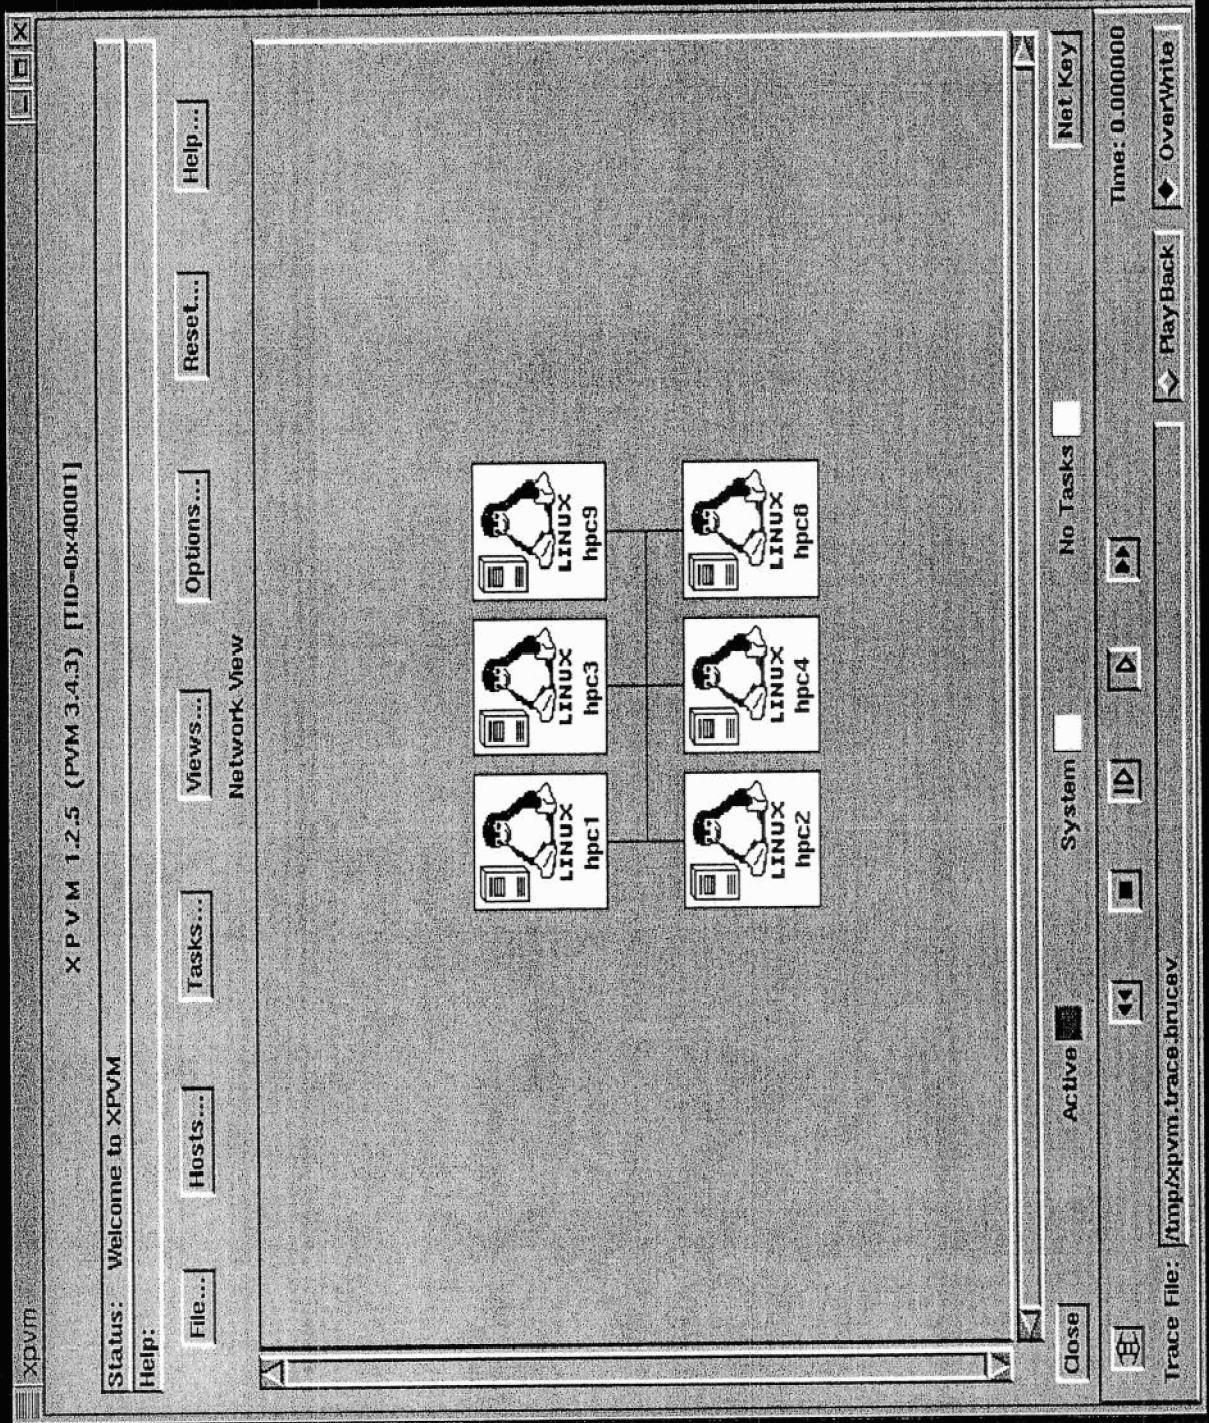 xpvm
X P V M 1.2.5 (PVM 3.4.3) [TID=0x40001]
Status: Welcome to XPVM
Help:
File... Hosts... Tasks... Views... Options... Reset... Help...
Network View
LINUX LINUX LINUX
hpc1 hpc3 hpc9
LINUX LINUX LINUX
hpc2 hpc4 hpc8
Close Active System No Tasks Net Key
Time: 0.000000
Trace File: /tmp/xpvm.trace.brucev PlayBack OverWrite